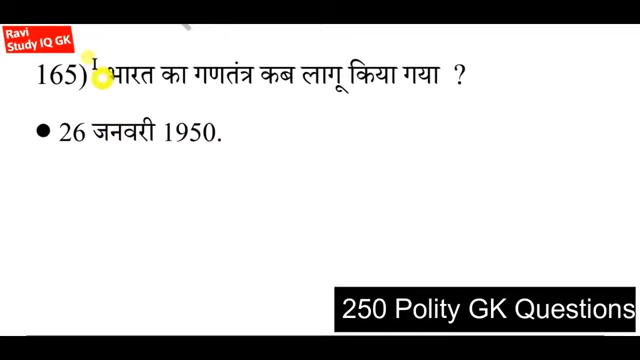 Ravi
Study IQ GK
165) भारत का गणतंत्र कब लागू किया गया ?
● 26 जनवरी 1950.
250 Polity GK Questions